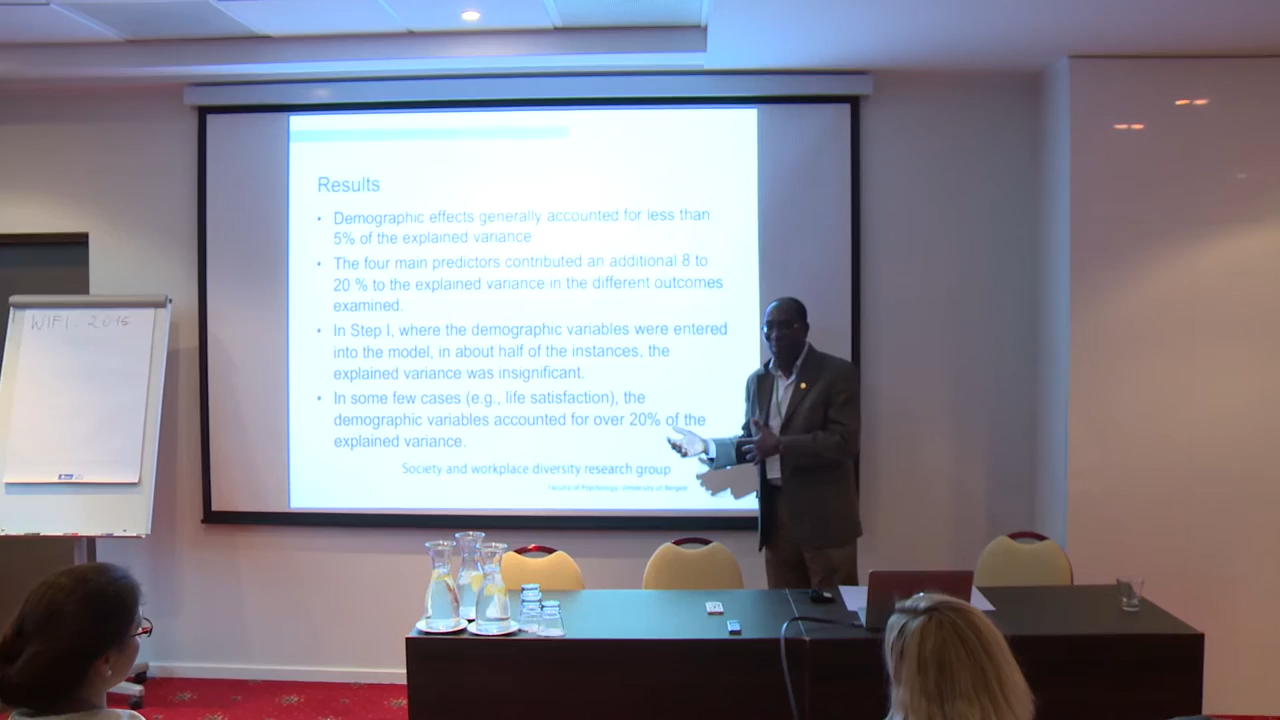 Results
• Demographic effects generally accounted for less than
5% of the explained variance
• The four main predictors contributed an additional 8 to
20 % to the explained variance in the different outcomes
examined.
• In Step I, where the demographic variables were entered
into the model, in about half of the instances, the
explained variance was insignificant.
• In some few cases (e.g., life satisfaction), the
demographic variables accounted for over 20% of the
explained variance.
Society and workplace diversity research group
Faculty of Psychology, University of Bergen
WIFI. 2015